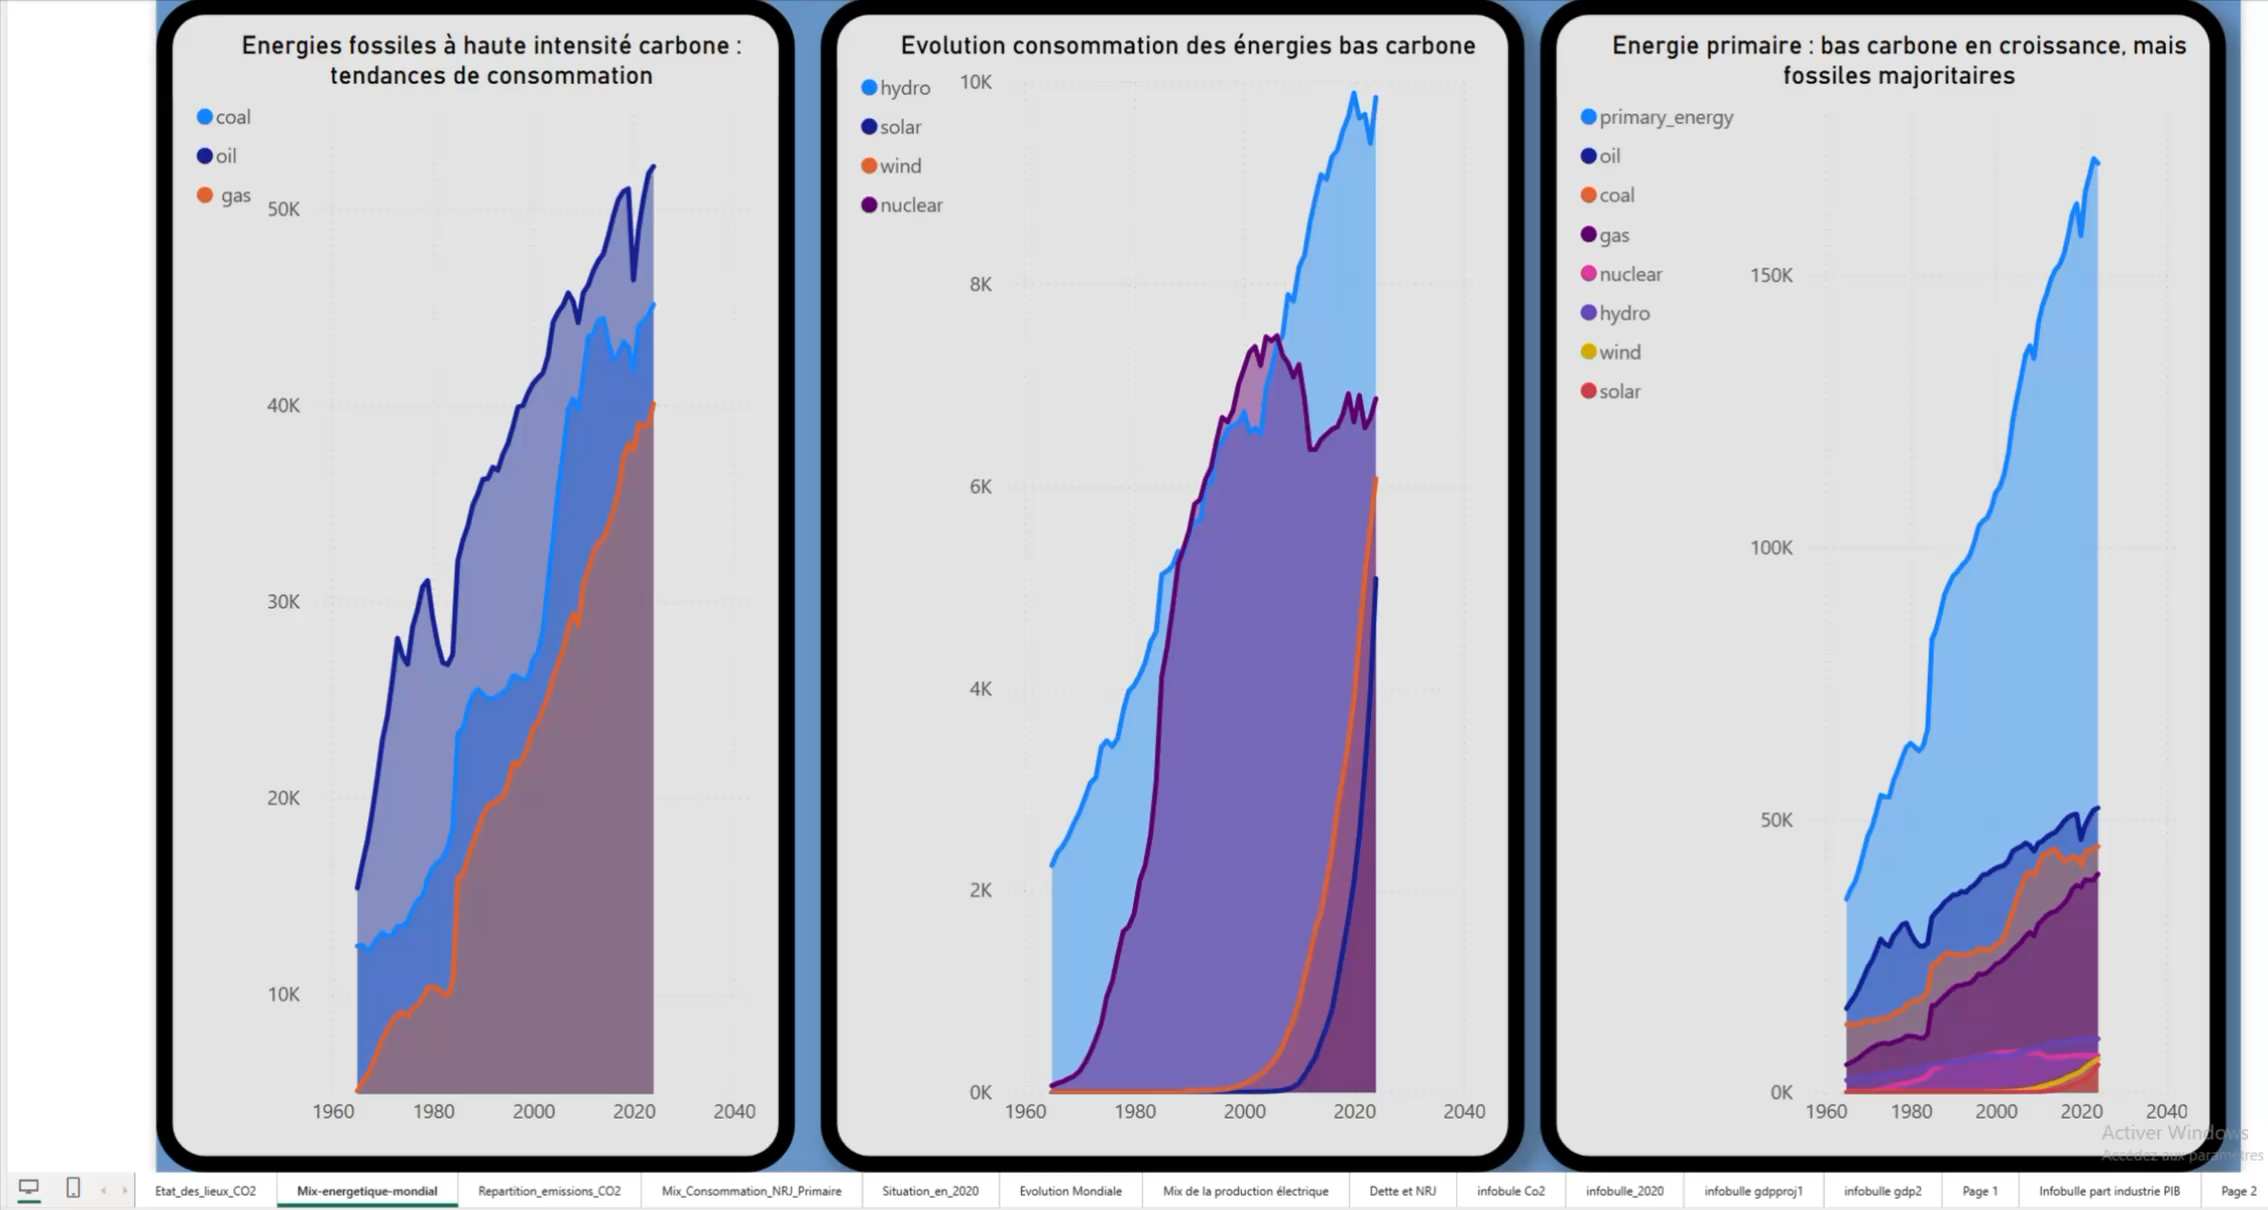 Energies fossiles à haute intensité carbone :
tendances de consommation
coal
oil
gas
50K
40K
30K
20K
10K
1960 1980 2000 2020 2040
Evolution consommation des énergies bas carbone
hydro
solar
wind
nuclear
10K
8K
6K
4K
2K
0K
1960 1980 2000 2020 2040
Energie primaire : bas carbone en croissance, mais
fossiles majoritaires
primary_energy
oil
coal
gas
nuclear
hydro
wind
solar
150K
100K
50K
0K
1960 1980 2000 2020 2040
Activer Windows
Accédez aux paramètres
Etat_des_lieux_CO2 Mix-energetique-mondial Repartition_emissions_CO2 Mix_Consommation_NRJ_Primaire Situation_en_2020 Evolution Mondiale Mix de la production électrique Dette et NRJ infobule Co2 infobulle_2020 infobulle gdpproj1 infobulle gdp2 Page 1 Infobulle part industrie PIB Page 2